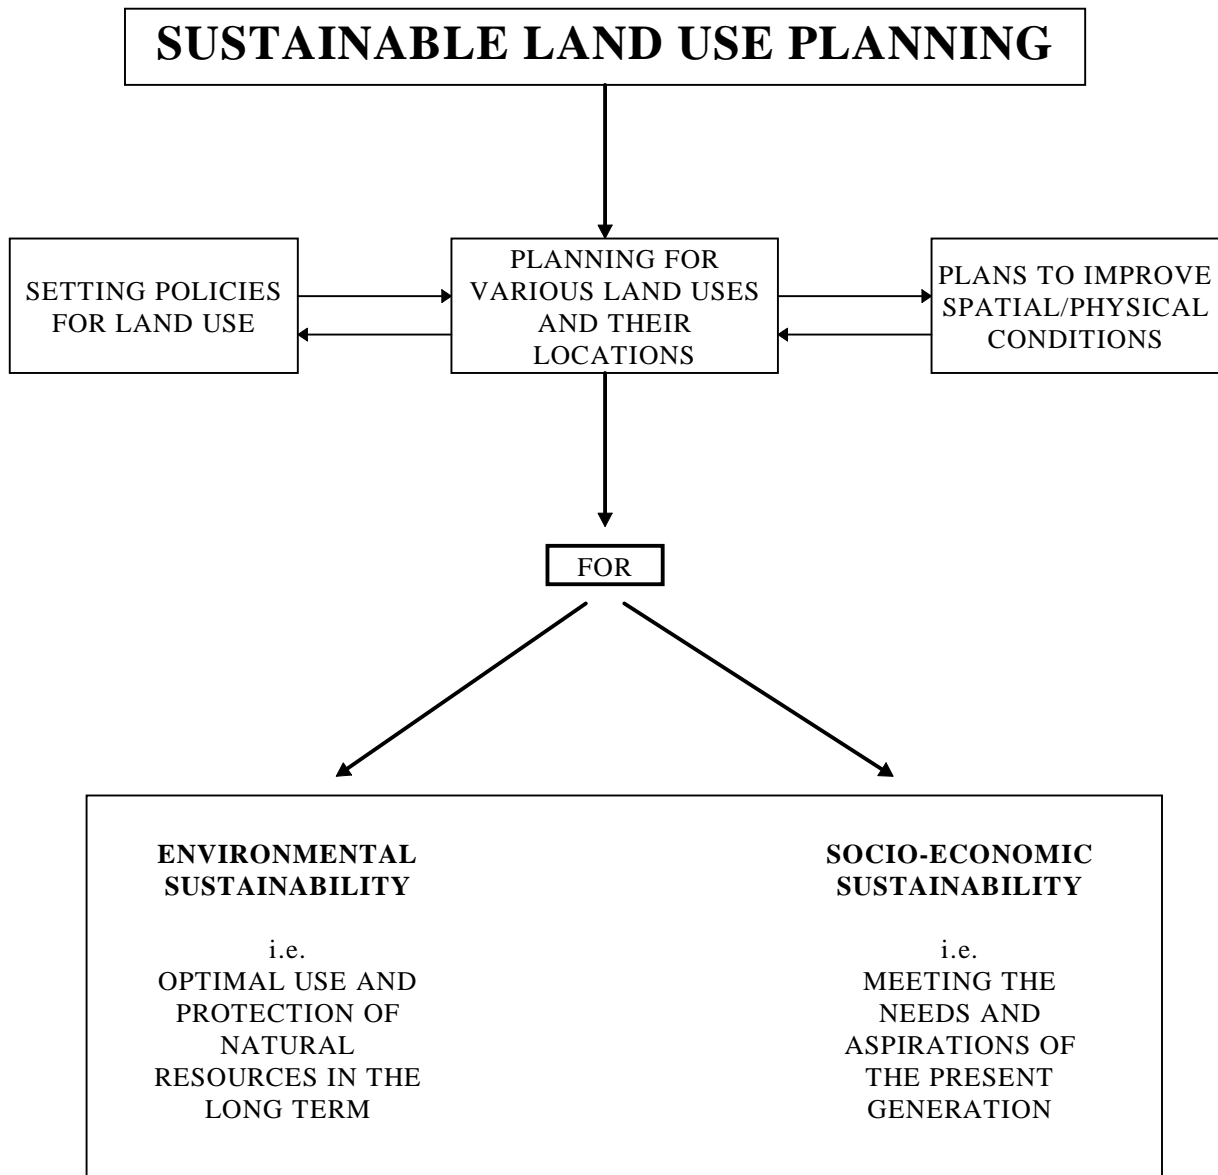 SUSTAINABLE LAND USE PLANNING
SETTING POLICIES
FOR LAND USE
PLANNING FOR
VARIOUS LAND USES
AND THEIR
LOCATIONS
PLANS TO IMPROVE
SPATIAL/PHYSICAL
CONDITIONS
FOR
ENVIRONMENTAL
SUSTAINABILITY
i.e.
OPTIMAL USE AND
PROTECTION OF
NATURAL
RESOURCES IN THE
LONG TERM
SOCIO-ECONOMIC
SUSTAINABILITY
i.e.
MEETING THE
NEEDS AND
ASPIRATIONS OF
THE PRESENT
GENERATION